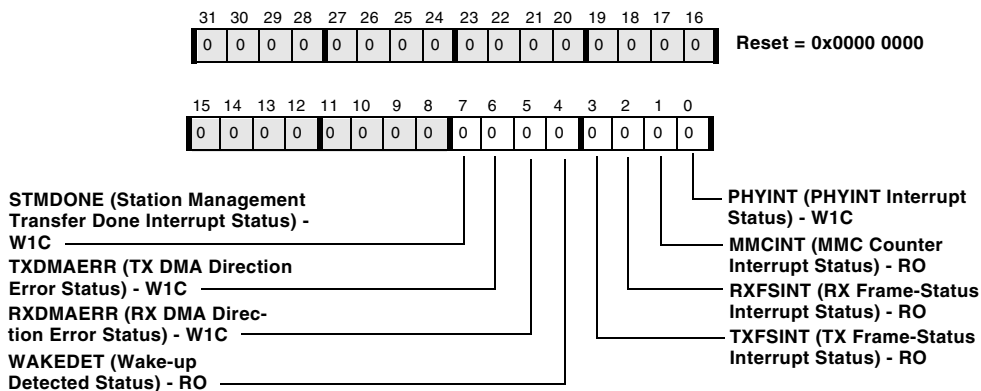 31 30 29 28 27 26 25 24 23 22 21 20 19 18 17 16
0 0 0 0 0 0 0 0 0 0 0 0 0 0 0 0
Reset = 0x0000 0000
15 14 13 12 11 10 9 8 7 6 5 4 3 2 1 0
0 0 0 0 0 0 0 0 0 0 0 0 0 0 0 0
STMDONE (Station Management
Transfer Done Interrupt Status) -
W1C
TXDMAERR (TX DMA Direction
Error Status) - W1C
RXDMAERR (RX DMA Direc-
tion Error Status) - W1C
WAKEDET (Wake-up
Detected Status) - RO
PHYINT (PHYINT Interrupt
Status) - W1C
MMCINT (MMC Counter
Interrupt Status) - RO
RXFSINT (RX Frame-Status
Interrupt Status) - RO
TXFSINT (TX Frame-Status
Interrupt Status) - RO